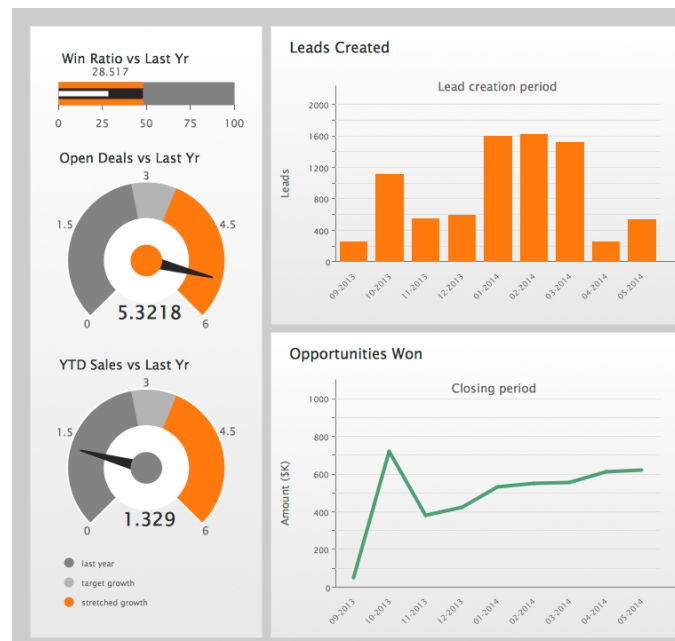 Win Ratio vs Last Yr
28.517
0 25 50 75 100
Open Deals vs Last Yr
3
1.5 4.5
5.3218
0 6
YTD Sales vs Last Yr
3
1.5 4.5
1.329
0 6
last year
target growth
stretched growth
Leads Created
Lead creation period
2000
1600
1200
800
400
0
Leads
09-2013 10-2013 11-2013 12-2013 01-2014 02-2014 03-2014 04-2014 05-2014
Opportunities Won
Closing period
1000
800
600
400
200
0
Amount ($K)
09-2013 10-2013 11-2013 12-2013 01-2014 02-2014 03-2014 04-2014 05-2014